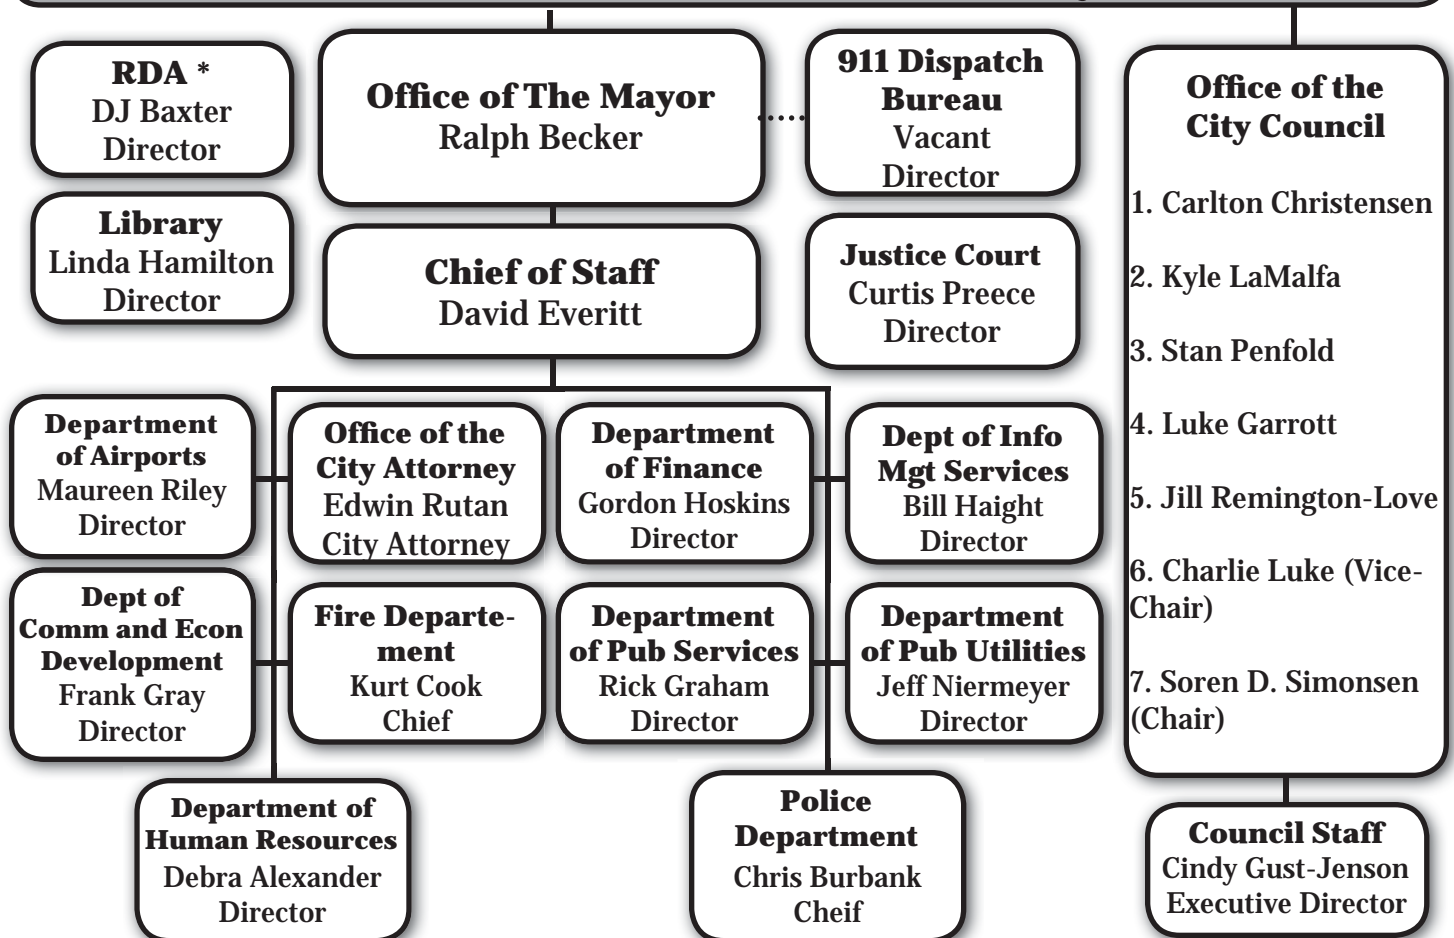 RDA *
DJ Baxter
Director
Library
Linda Hamilton
Director
Office of The Mayor
Ralph Becker
Chief of Staff
David Everitt
911 Dispatch
Bureau
Vacant
Director
Justice Court
Curtis Preece
Director
Office of the
City Council
1. Carlton Christensen
2. Kyle LaMalfa
3. Stan Penfold
4. Luke Garrott
5. Jill Remington-Love
6. Charlie Luke (Vice-
Chair)
7. Soren D. Simonsen
(Chair)
Department
of Airports
Maureen Riley
Director
Office of the
City Attorney
Edwin Rutan
City Attorney
Department
of Finance
Gordon Hoskins
Director
Dept of Info
Mgt Services
Bill Haight
Director
Dept of
Comm and Econ
Development
Frank Gray
Director
Fire Departe-
ment
Kurt Cook
Chief
Department
of Pub Services
Rick Graham
Director
Department
of Pub Utilities
Jeff Niermeyer
Director
Department of
Human Resources
Debra Alexander
Director
Police
Department
Chris Burbank
Cheif
Council Staff
Cindy Gust-Jenson
Executive Director